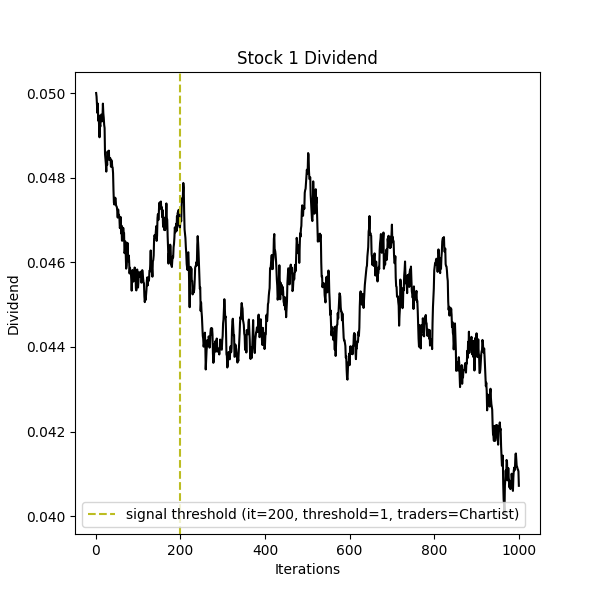 Stock 1 Dividend
0.050
0.048
0.046
0.044
0.042
0.040
Dividend
signal threshold (it=200, threshold=1, traders=Chartist)
0 200 400 600 800 1000
Iterations